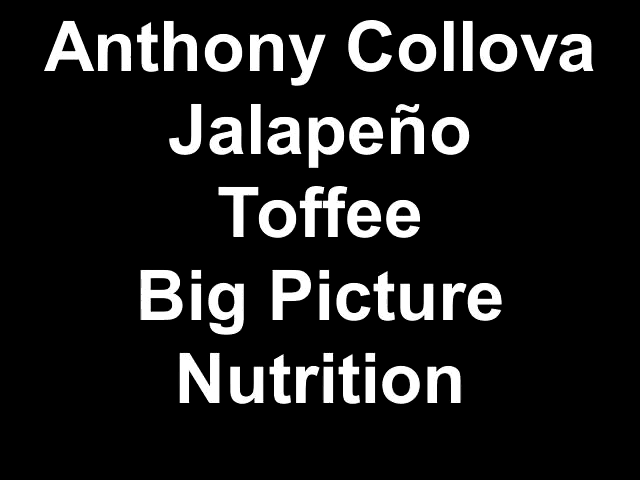 Anthony Collova
Jalapeño
Toffee
Big Picture
Nutrition